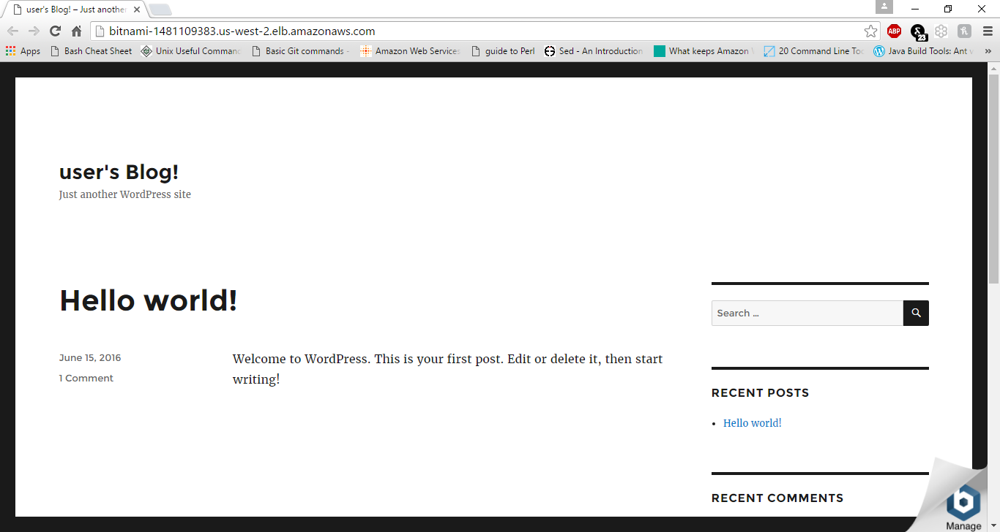 user's Blog! – Just another
bitnami-1481109383.us-west-2.elb.amazonaws.com
ABP
23
Apps
Bash Cheat Sheet
Unix Useful Comman
Basic Git commands -
Amazon Web Services
guide to Perl
Sed - An Introduction
What keeps Amazon
20 Command Line To
Java Build Tools: Ant v
»
user's Blog!
Just another WordPress site
Hello world!
June 15, 2016
1 Comment
Welcome to WordPress. This is your first post. Edit or delete it, then start
writing!
Search …
RECENT POSTS
Hello world!
RECENT COMMENTS
b
Manage